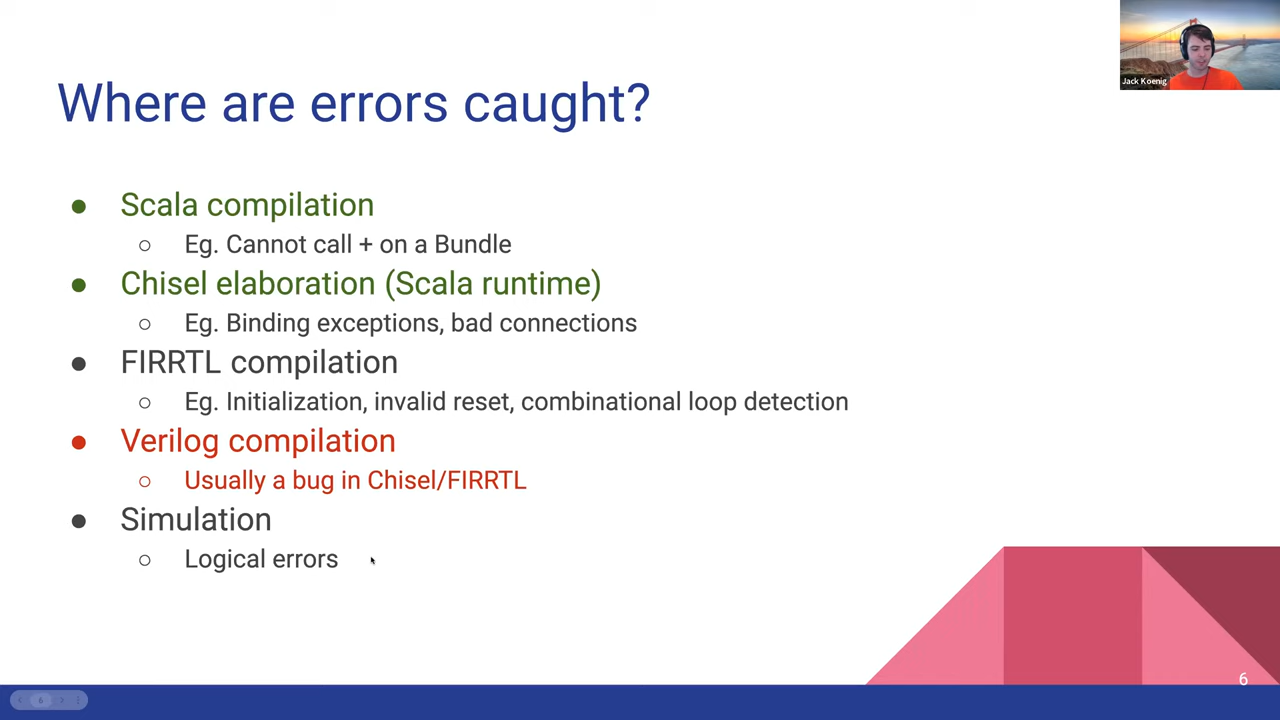 Where are errors caught?
Jack Koenig
● Scala compilation
○ Eg. Cannot call + on a Bundle
● Chisel elaboration (Scala runtime)
○ Eg. Binding exceptions, bad connections
● FIRRTL compilation
○ Eg. Initialization, invalid reset, combinational loop detection
● Verilog compilation
○ Usually a bug in Chisel/FIRRTL
● Simulation
○ Logical errors
6
6